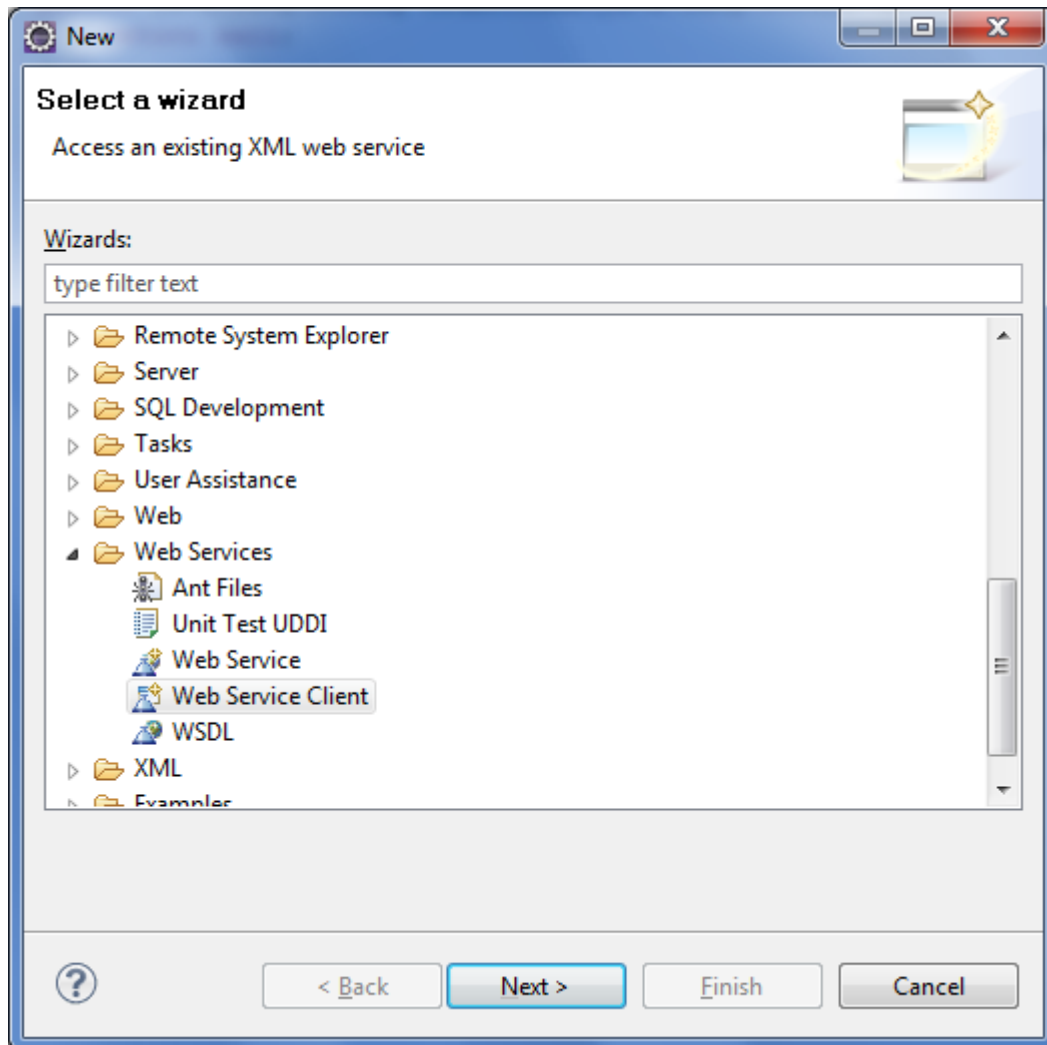 New
Select a wizard
Access an existing XML web service
Wizards:
type filter text
Remote System Explorer
Server
SQL Development
Tasks
User Assistance
Web
Web Services
Ant Files
Unit Test UDDI
Web Service
Web Service Client
WSDL
XML
Examples
?
< Back Next > Finish Cancel